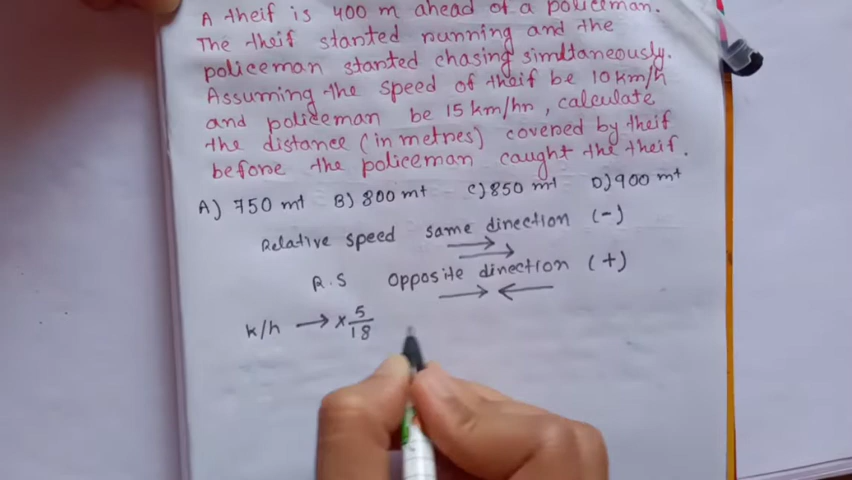 A theif is 400 m ahead of a policeman.
The theif started running and the
policeman started chasing simultaneously.
Assuming the speed of theif be 10 km/h
and policeman be 15 km/hr, calculate
the distance (in metres) covered by theif
before the policeman caught the theif.
A) 750 mt B) 800 mt C) 850 mt D) 900 mt
Relative speed same direction (-)
R.S Opposite direction (+)
k/h → × 5/18